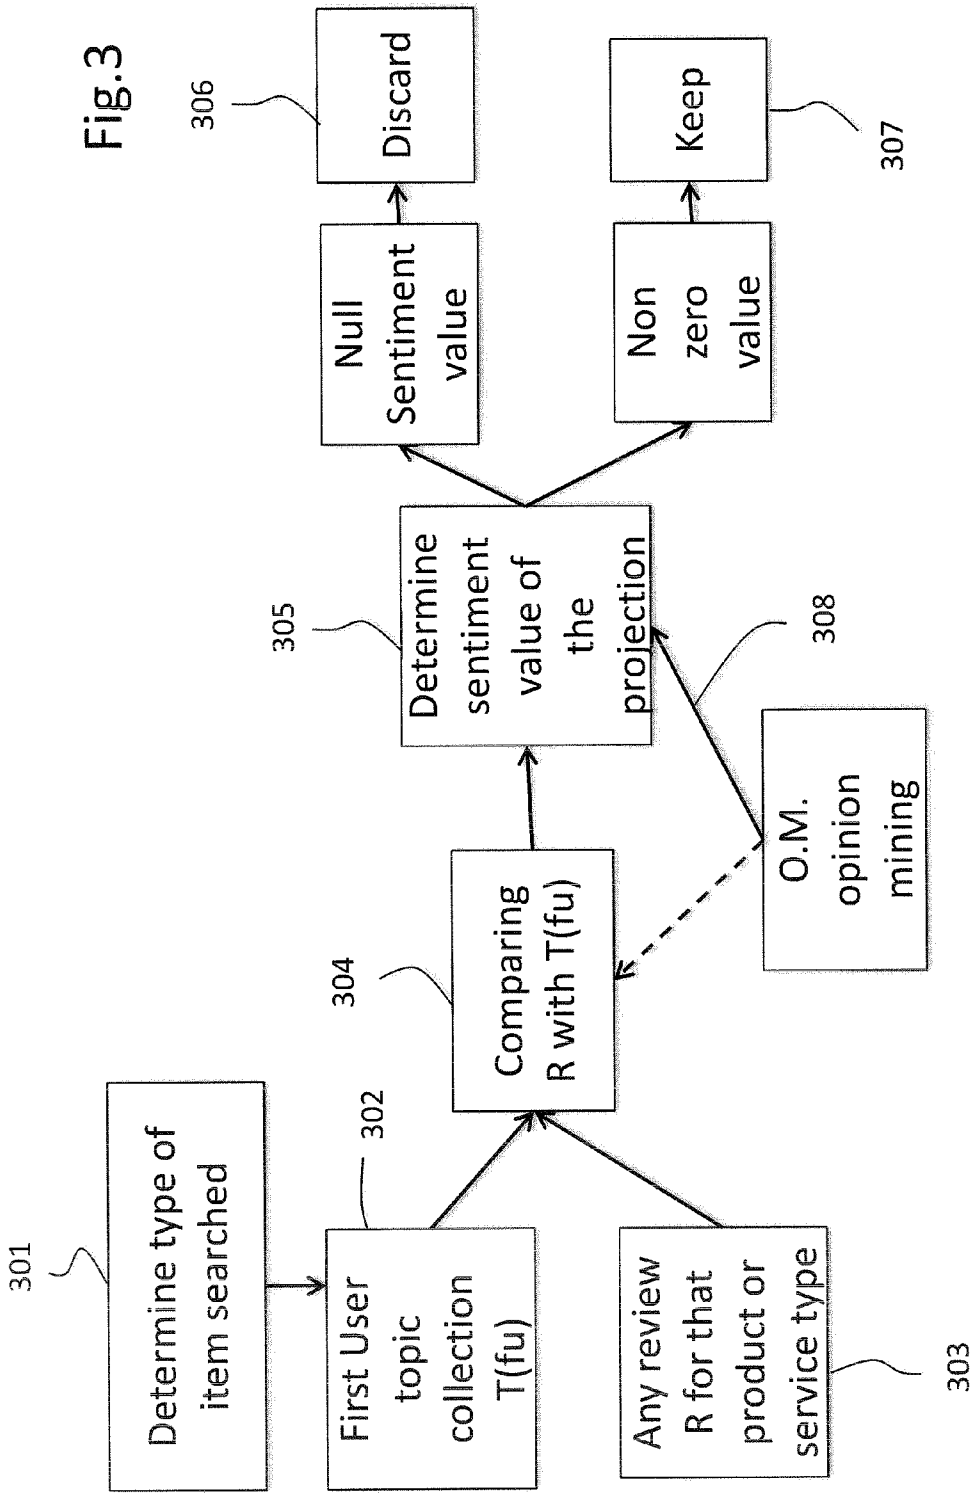 Fig.3
301
Determine type of
item searched
302
First User
topic
collection
T(fu)
303
Any review
R for that
product or
service type
304
Comparing
R with T(fu)
305
Determine
sentiment
value of
the
projection
308
O.M.
opinion
mining
Null
Sentiment
value
306
Discard
Non
zero
value
307
Keep